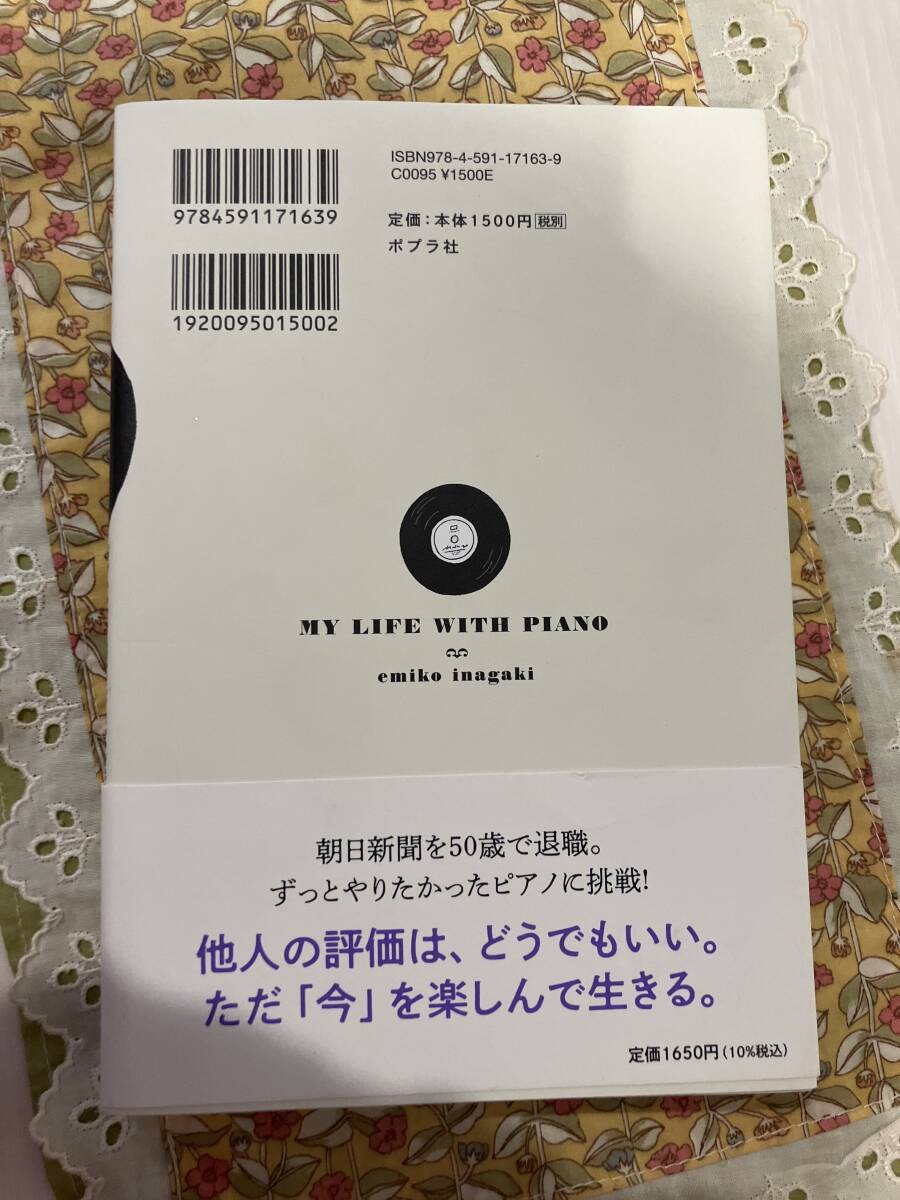 9784591171639
ISBN978-4-591-17163-9
C0095 ¥1500E
定価：本体1500円 税別
ポプラ社
1920095015002
MY LIFE WITH PIANO
emiko inagaki
朝日新聞を50歳で退職。
ずっとやりたかったピアノに挑戦!
他人の評価は、どうでもいい。
ただ「今」を楽しんで生きる。
定価1650円（10%税込）